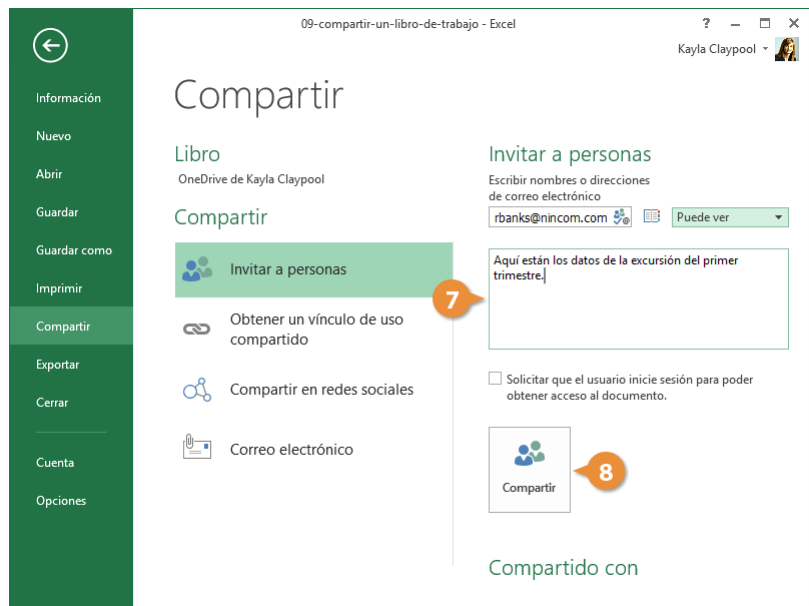 09-compartir-un-libro-de-trabajo - Excel
?
Kayla Claypool
Información
Nuevo
Abrir
Guardar
Guardar como
Imprimir
Compartir
Exportar
Cerrar
Cuenta
Opciones
Compartir
Libro
OneDrive de Kayla Claypool
Compartir
Invitar a personas
Obtener un vínculo de uso
compartido
Compartir en redes sociales
Correo electrónico
Invitar a personas
Escribir nombres o direcciones
de correo electrónico
rbanks@nincom.com
Puede ver
Aquí están los datos de la excursión del primer
trimestre.
7
Solicitar que el usuario inicie sesión para poder
obtener acceso al documento.
Compartir
8
Compartido con